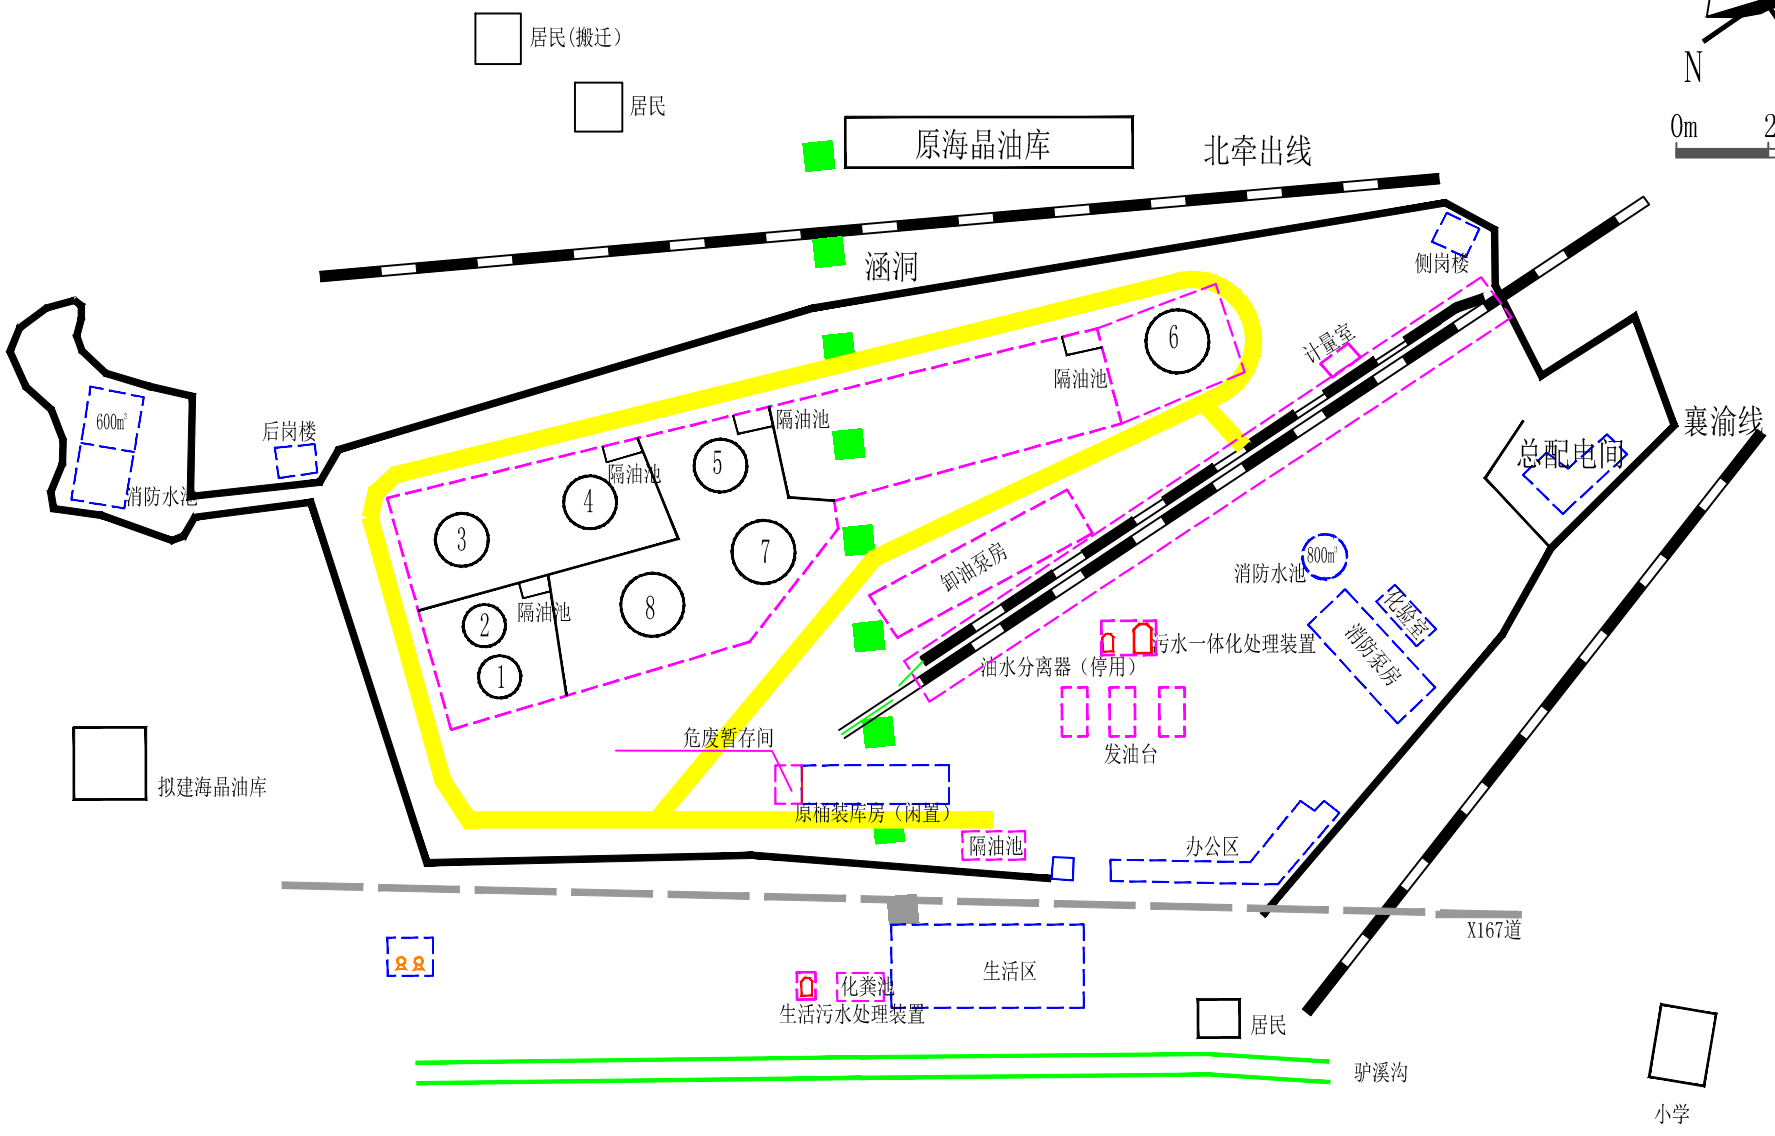 居民(搬迁）
居民
N
0m 2
原海晶油库
北牵出线
涵洞
侧岗楼
计量室
6
隔油池
襄渝线
总配电间
600m³
消防水池
后岗楼
隔油池
5
隔油池
4
3
7
8
2
隔油池
1
卸油泵房
800m³
消防水池
化验室
消防泵房
污水一体化处理装置
油水分离器（停用）
发油台
危废暂存间
原桶装库房（闲置）
隔油池
办公区
拟建海晶油库
X167道
生活区
化粪池
生活污水处理装置
居民
驴溪沟
小学